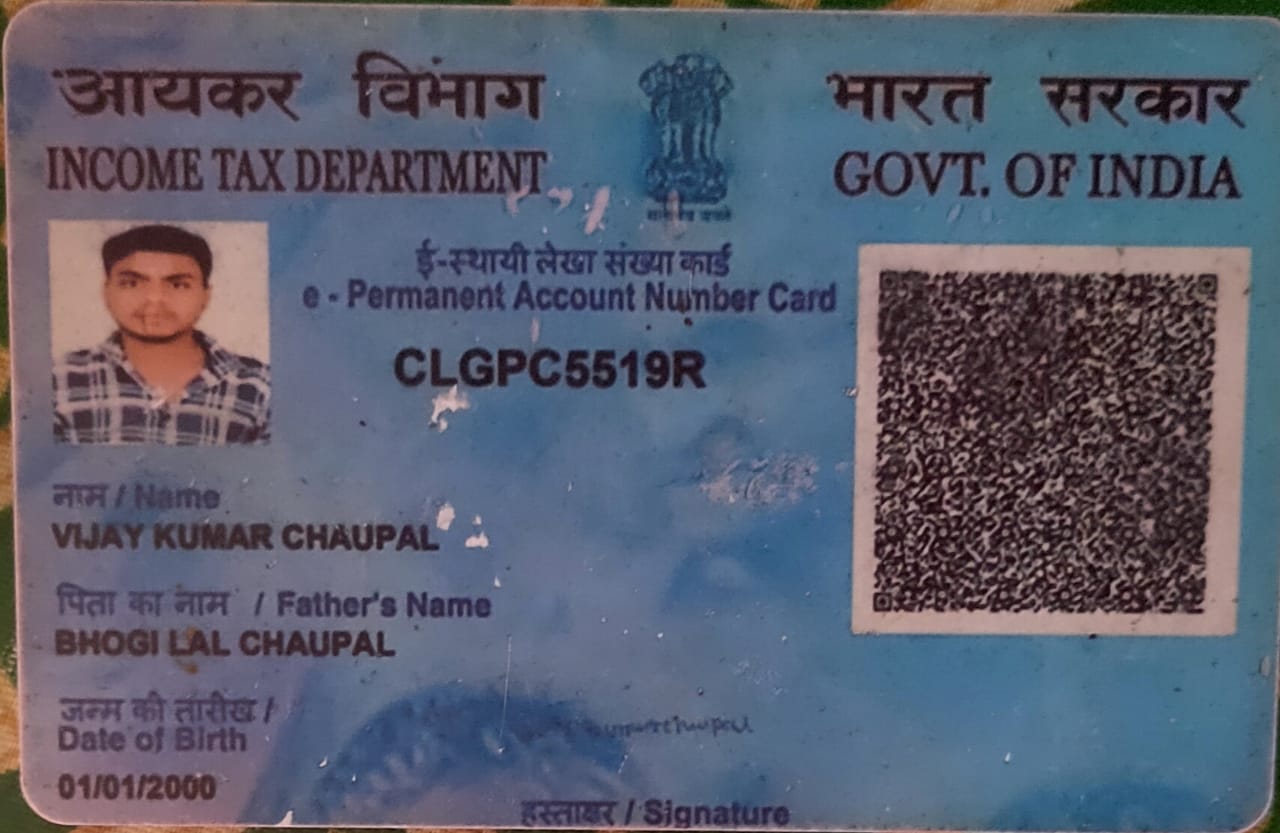 आयकर विभाग
INCOME TAX DEPARTMENT
भारत सरकार
GOVT. OF INDIA
ई-स्थायी लेखा संख्या कार्ड
e - Permanent Account Number Card
CLGPC5519R
नाम / Name
VIJAY KUMAR CHAUPAL
पिता का नाम / Father's Name
BHOGI LAL CHAUPAL
जन्म की तारीख /
Date of Birth
01/01/2000
हस्ताक्षर / Signature